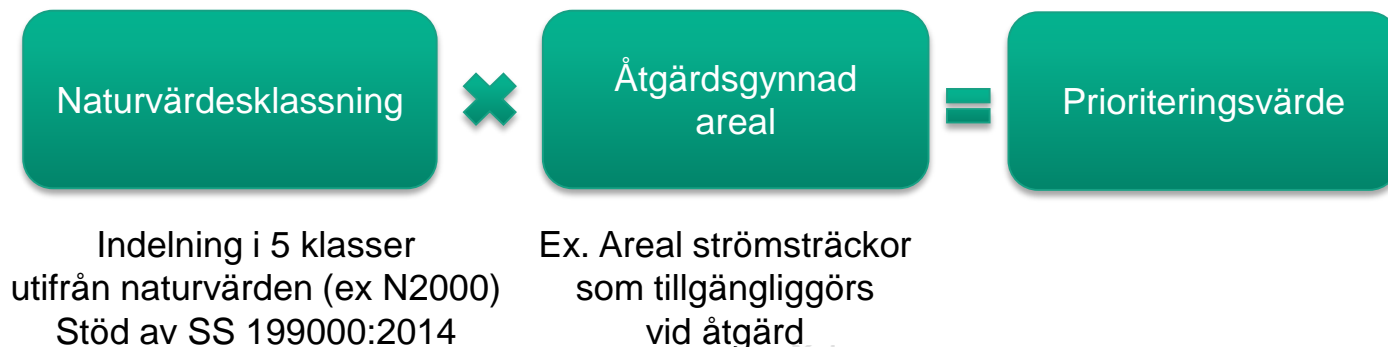 Naturvärdesklassning
Åtgärdsgynnad
areal
Prioriteringsvärde
Indelning i 5 klasser
utifrån naturvärden (ex N2000)
Stöd av SS 199000:2014
Ex. Areal strömsträckor
som tillgängliggörs
vid åtgärd